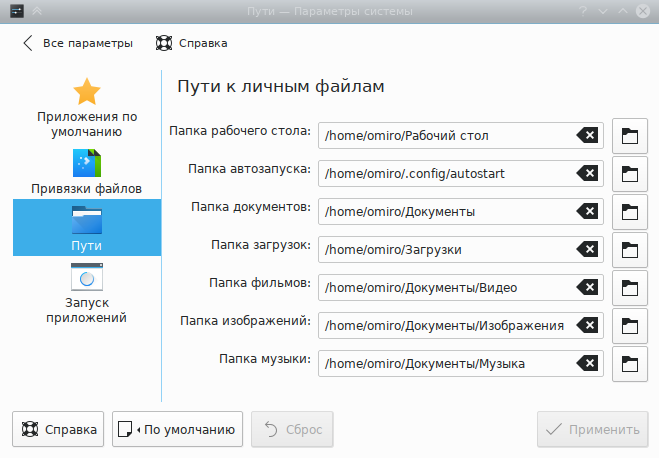 Пути — Параметры системы
Все параметры
Справка
Приложения по
умолчанию
Привязки файлов
Пути
Запуск
приложений
Пути к личным файлам
Папка рабочего стола: /home/omiro/Рабочий стол
Папка автозапуска: /home/omiro/.config/autostart
Папка документов: /home/omiro/Документы
Папка загрузок: /home/omiro/Загрузки
Папка фильмов: /home/omiro/Документы/Видео
Папка изображений: /home/omiro/Документы/Изображения
Папка музыки: /home/omiro/Документы/Музыка
Справка
По умолчанию
Сброс
Применить